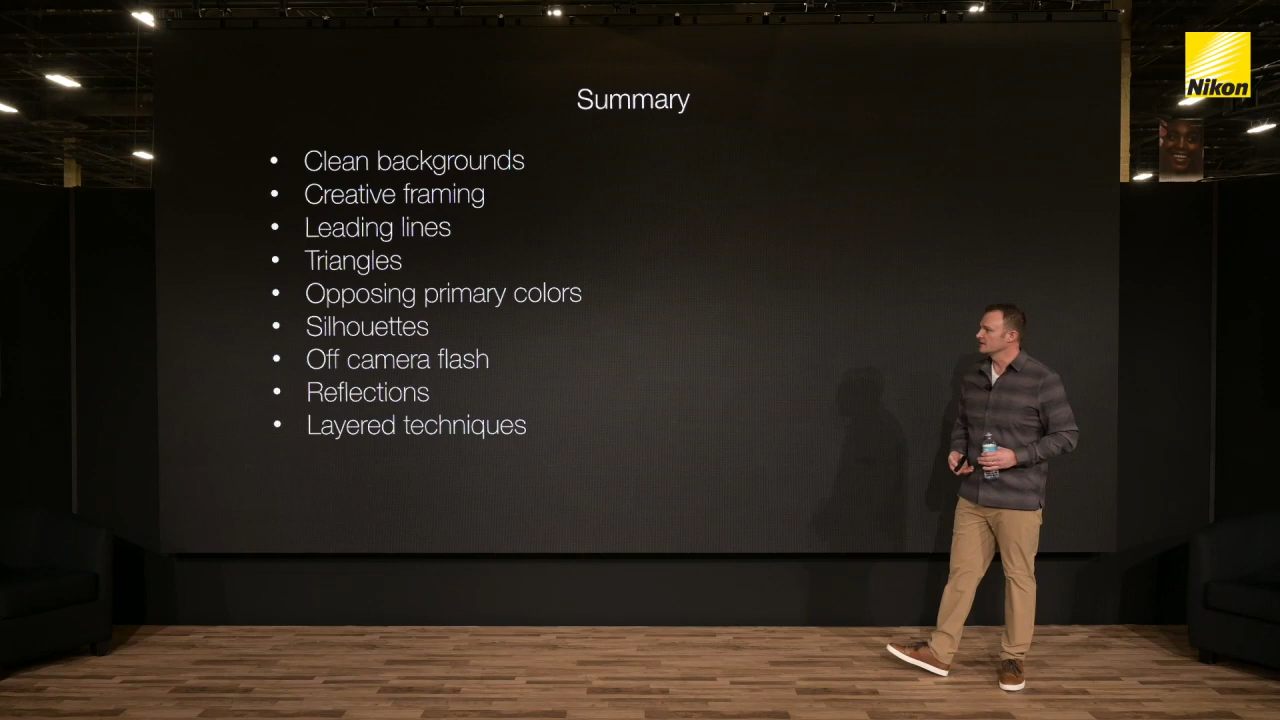 Nikon
Summary
• Clean backgrounds
• Creative framing
• Leading lines
• Triangles
• Opposing primary colors
• Silhouettes
• Off camera flash
• Reflections
• Layered techniques